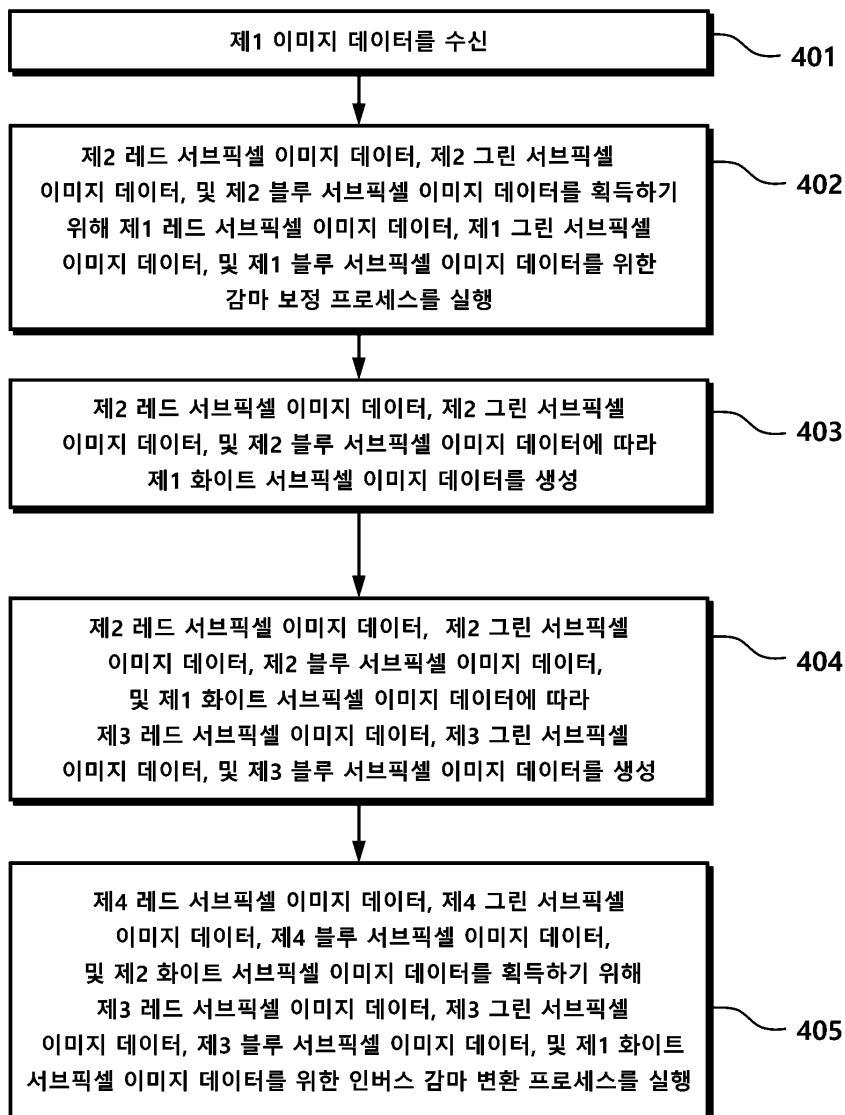 제1 이미지 데이터를 수신
401
제2 레드 서브픽셀 이미지 데이터, 제2 그린 서브픽셀
이미지 데이터, 및 제2 블루 서브픽셀 이미지 데이터를 획득하기
위해 제1 레드 서브픽셀 이미지 데이터, 제1 그린 서브픽셀
이미지 데이터, 및 제1 블루 서브픽셀 이미지 데이터를 위한
감마 보정 프로세스를 실행
402
제2 레드 서브픽셀 이미지 데이터, 제2 그린 서브픽셀
이미지 데이터, 및 제2 블루 서브픽셀 이미지 데이터에 따라
제1 화이트 서브픽셀 이미지 데이터를 생성
403
제2 레드 서브픽셀 이미지 데이터, 제2 그린 서브픽셀
이미지 데이터, 제2 블루 서브픽셀 이미지 데이터,
및 제1 화이트 서브픽셀 이미지 데이터에 따라
제3 레드 서브픽셀 이미지 데이터, 제3 그린 서브픽셀
이미지 데이터, 및 제3 블루 서브픽셀 이미지 데이터를 생성
404
제4 레드 서브픽셀 이미지 데이터, 제4 그린 서브픽셀
이미지 데이터, 제4 블루 서브픽셀 이미지 데이터,
및 제2 화이트 서브픽셀 이미지 데이터를 획득하기 위해
제3 레드 서브픽셀 이미지 데이터, 제3 그린 서브픽셀
이미지 데이터, 제3 블루 서브픽셀 이미지 데이터, 및 제1 화이트
서브픽셀 이미지 데이터를 위한 인버스 감마 변환 프로세스를 실행
405